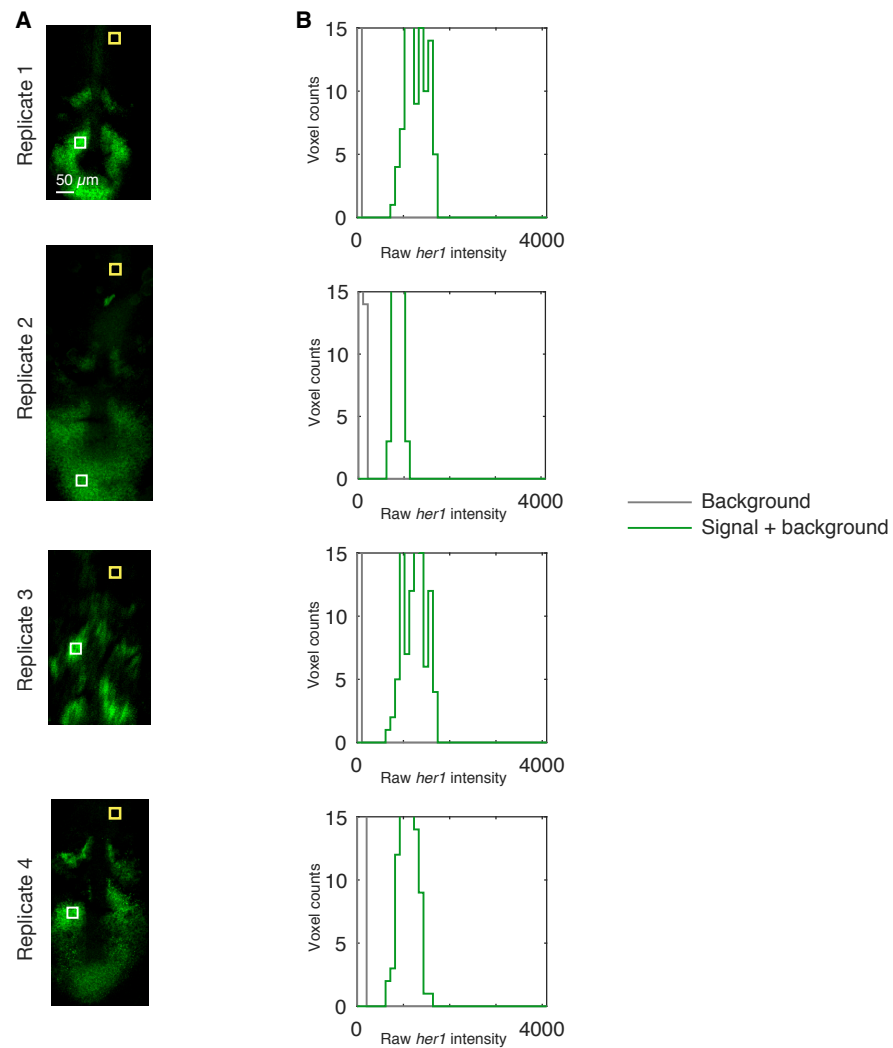 A
B
Replicate 1
50 µm
Voxel counts
15
10
5
0
0
4000
Raw her1 intensity
Replicate 2
Voxel counts
15
10
5
0
0
4000
Raw her1 intensity
Background
Signal + background
Replicate 3
Voxel counts
15
10
5
0
0
4000
Raw her1 intensity
Replicate 4
Voxel counts
15
10
5
0
0
4000
Raw her1 intensity